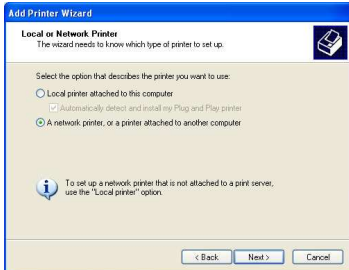 Add Printer Wizard
Local or Network Printer
The wizard needs to know which type of printer to set up.
Select the option that describes the printer you want to use:
Local printer attached to this computer
Automatically detect and install my Plug and Play printer
A network printer, or a printer attached to another computer
To set up a network printer that is not attached to a print server,
use the "Local printer" option.
< Back Next > Cancel